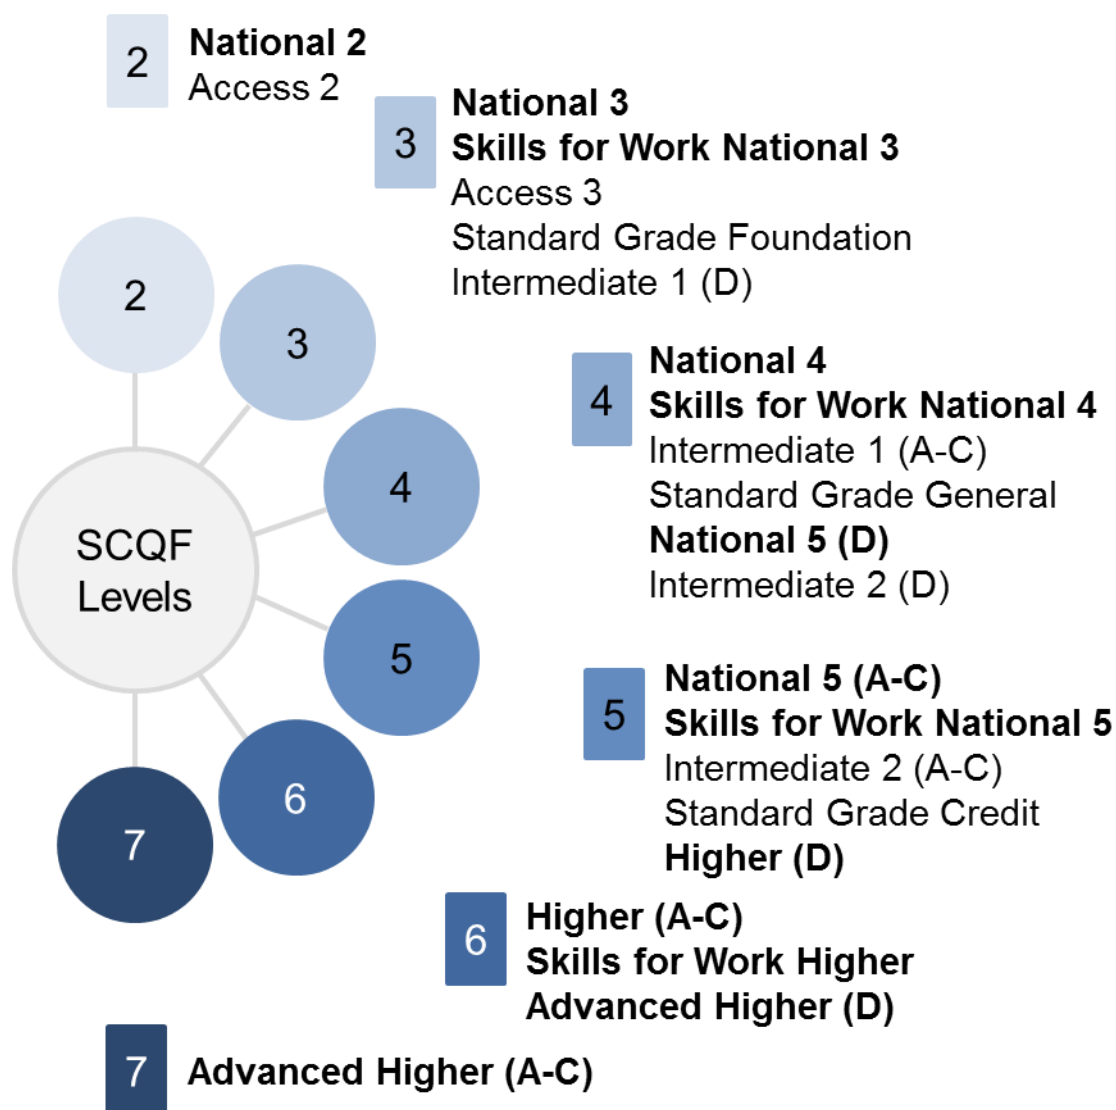 2
National 2
Access 2
3
National 3
Skills for Work National 3
Access 3
Standard Grade Foundation
Intermediate 1 (D)
2
3
4
5
6
7
SCQF
Levels
4
National 4
Skills for Work National 4
Intermediate 1 (A-C)
Standard Grade General
National 5 (D)
Intermediate 2 (D)
5
National 5 (A-C)
Skills for Work National 5
Intermediate 2 (A-C)
Standard Grade Credit
Higher (D)
6
Higher (A-C)
Skills for Work Higher
Advanced Higher (D)
7
Advanced Higher (A-C)